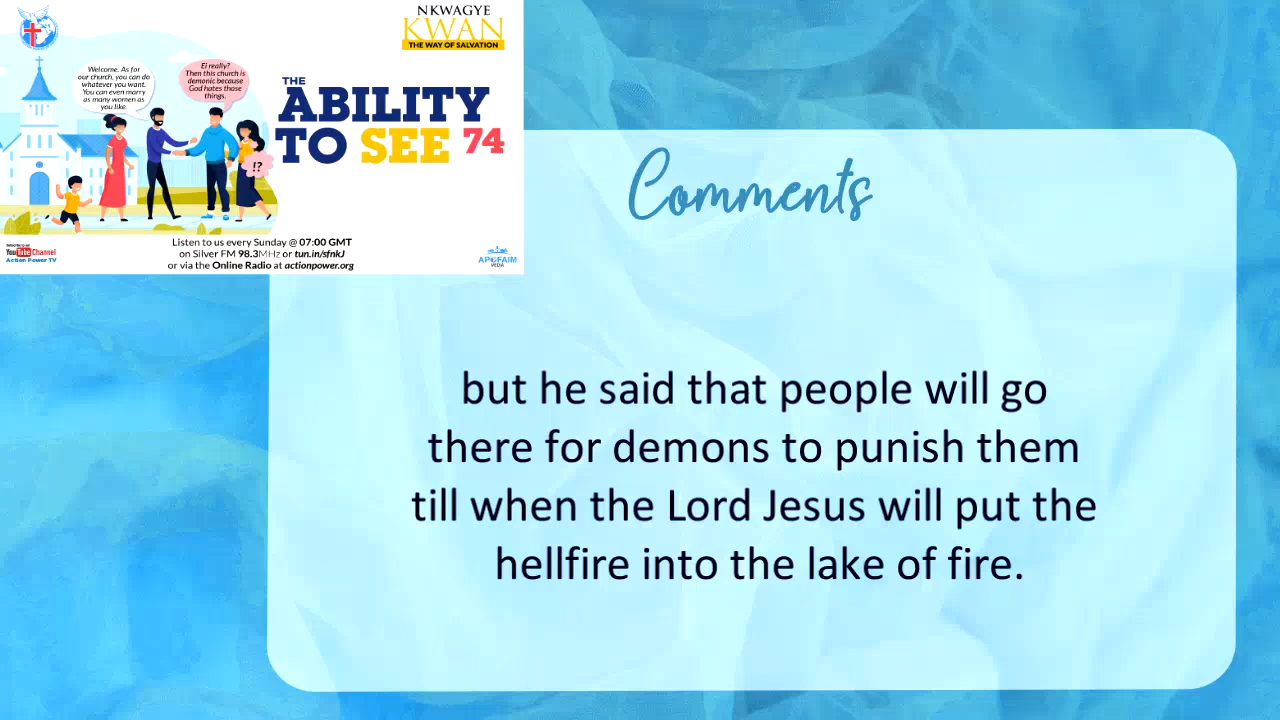 NKWAGYE
KWAN
THE WAY OF SALVATION
Welcome. As for
our church, you can do
whatever you want.
You can even marry
as many women as
you like.
Ei really?
Then this church is
demonic because
God hates those
things.
!?
THE
ABILITY
TO SEE 74
Listen to us every Sunday @ 07:00 GMT
on Silver FM 98.3MHz or tun.in/sfnkJ
or via the Online Radio at actionpower.org
YouTube Channel
Action Power TV
APOFAIM
MEDIA
Comments
but he said that people will go
there for demons to punish them
till when the Lord Jesus will put the
hellfire into the lake of fire.